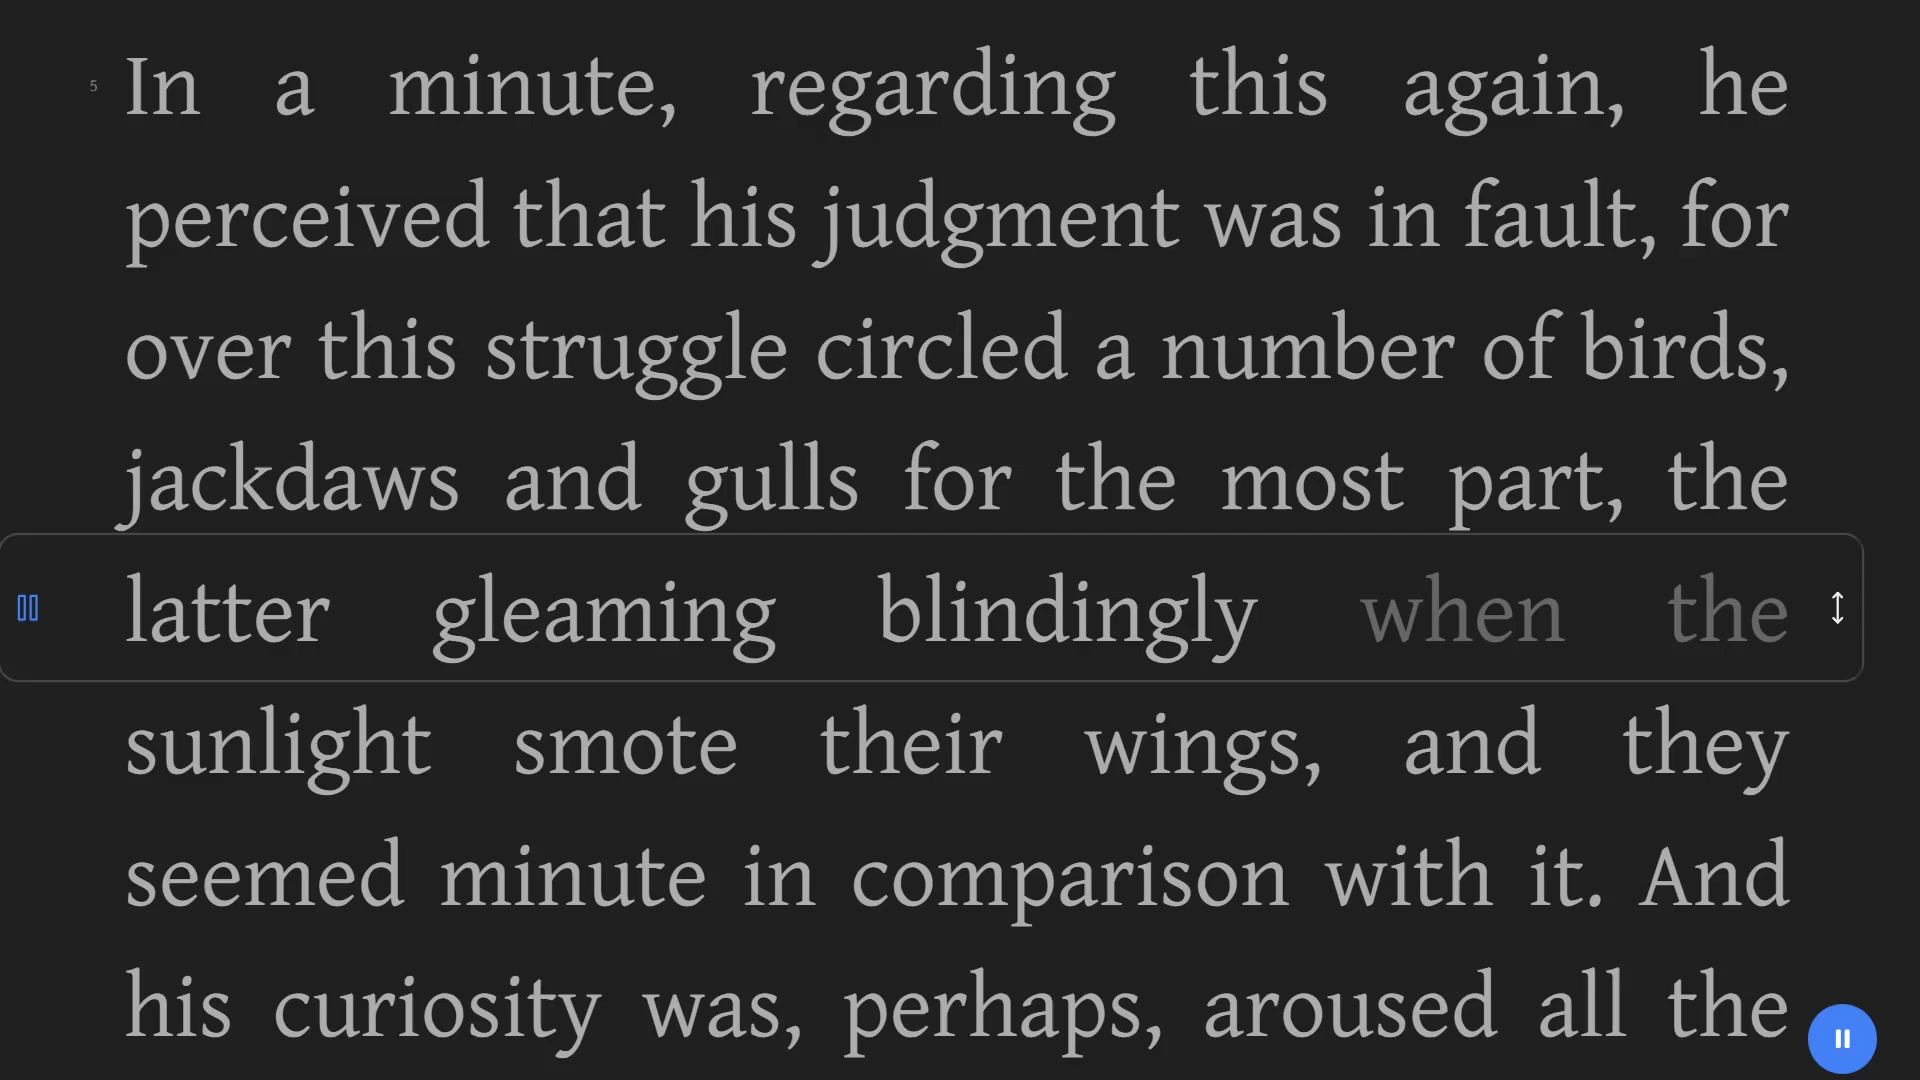 5 In a minute, regarding this again, he
perceived that his judgment was in fault, for
over this struggle circled a number of birds,
jackdaws and gulls for the most part, the
latter gleaming blindingly when the
sunlight smote their wings, and they
seemed minute in comparison with it. And
his curiosity was, perhaps, aroused all the